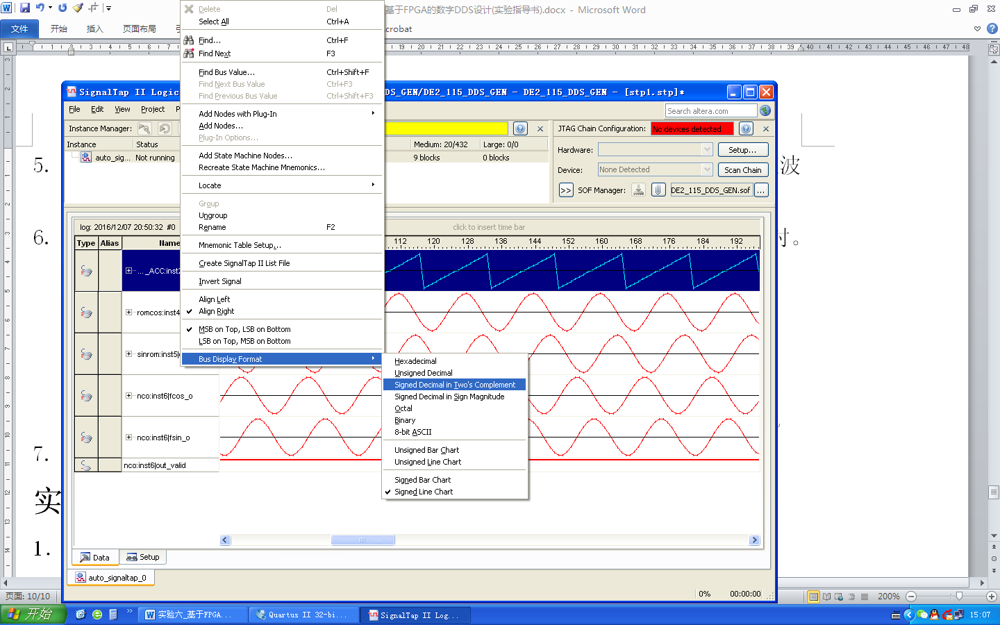 基于FPGA的数字DDS设计(实验指导书).docx - Microsoft Word
文件
开始
插入
页面布局
crobat
1 2 3 4 5 6 7 8
19 20 21 22 23 24 25 26 27 28 29 30 31 32 33 34 35 36 37 38 39 40 41 42 43 44 45 46 47 48
Delete Del
Select All Ctrl+A
Find... Ctrl+F
Find Next F3
Find Bus Value... Ctrl+Shift+F
Find Next Bus Value Ctrl+F3
Find Previous Bus Value Ctrl+Shift+F3
Add Nodes with Plug-In
Add Nodes...
Plug-In Options...
Add State Machine Nodes...
Recreate State Machine Mnemonics...
Locate
Group
Ungroup
Rename F2
Mnemonic Table Setup...
Create SignalTap II List File
Invert Signal
Align Left
Align Right
MSB on Top, LSB on Bottom
LSB on Top, MSB on Bottom
Bus Display Format
Hexadecimal
Unsigned Decimal
Signed Decimal in Two's Complement
Signed Decimal in Sign Magnitude
Octal
Binary
8-bit ASCII
Unsigned Bar Chart
Unsigned Line Chart
Signed Bar Chart
Signed Line Chart
SignalTap II Logic
DS_GEN/DE2_115_DDS_GEN - DE2_115_DDS_GEN - [stp1.stp]*
File Edit View Project P
Search altera.com
Instance Manager:
JTAG Chain Configuration: No devices detected
Instance Status Medium: 20/432 Large: 0/0
auto_sig... Not running 9 blocks 0 blocks
Hardware: Setup...
Device: None Detected Scan Chain
>> SOF Manager: DE2_115_DDS_GEN.sof ...
log: 2016/12/07 20:50:32 #0 click to insert time bar
Type Alias Name 112 120 128 136 144 152 160 168 176 184 192
..._ACC:inst
romcos:inst4
sinrom:inst5
nco:inst6|fcos_o
nco:inst6|fsin_o
nco:inst6|out_valid
Data Setup
auto_signaltap_0
0% 00:00:00
5.
波
6.
时。
7.
实
1.
页面: 10/10
200%
开始
实验六_基于FPGA...
Quartus II 32-bi...
SignalTap II Log...
15:07